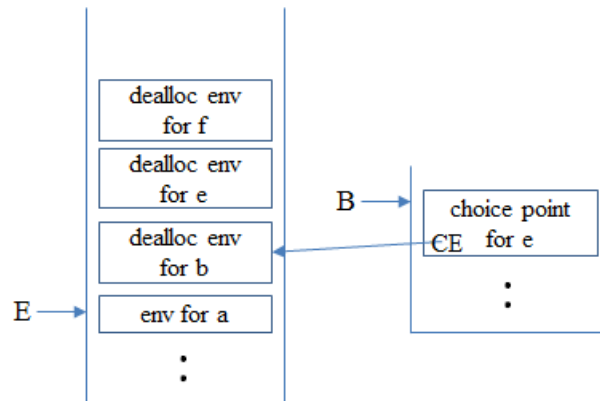 dealloc env
for f
dealloc env
for e
dealloc env
for b
E
env for a
B
choice point
for e
CE